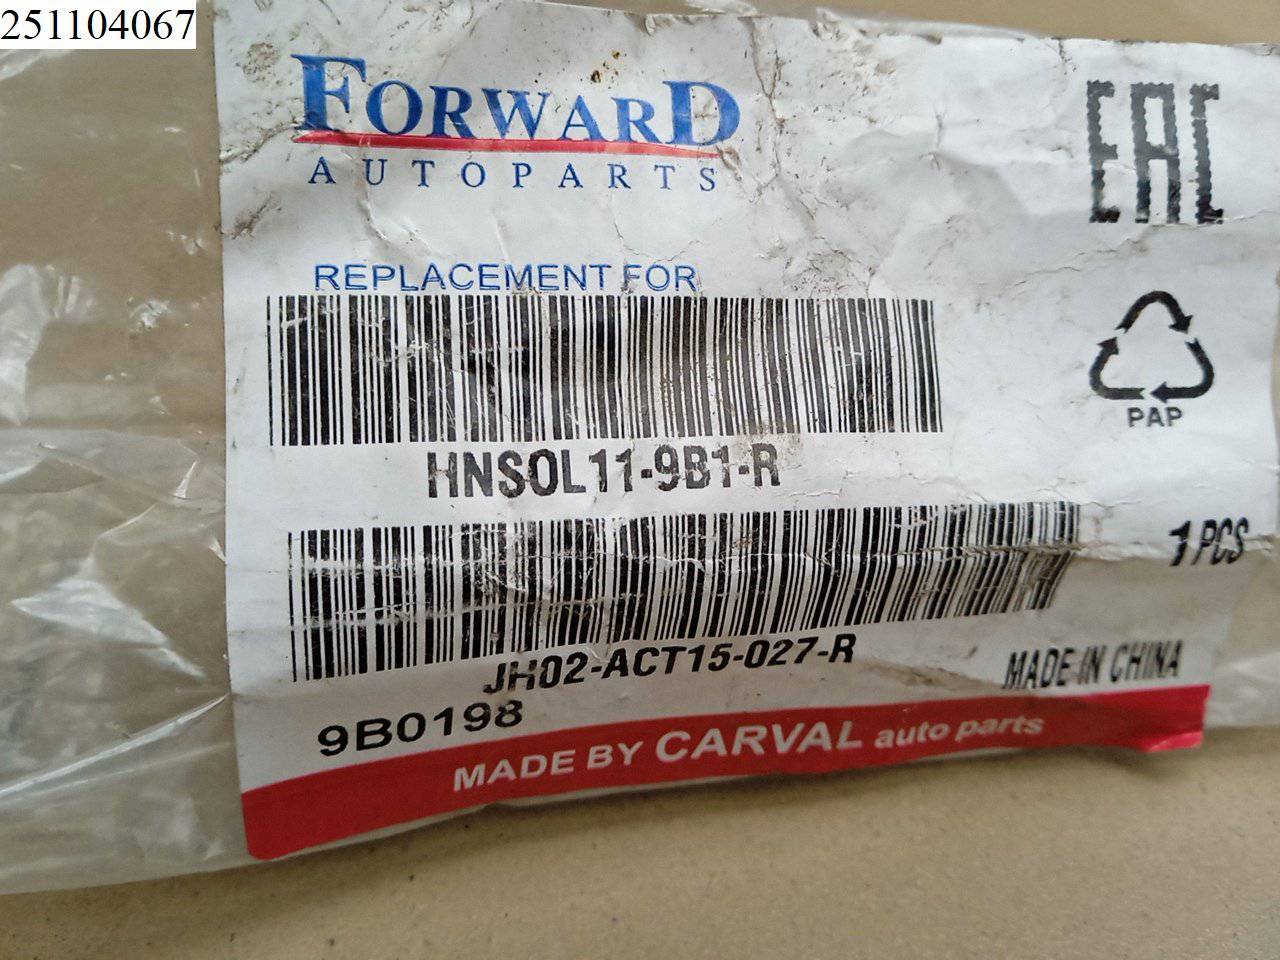 251104067
FORWARD
AUTOPARTS
EAC
REPLACEMENT FOR
PAP
HNSOL11-9B1-R
1 PCS
JH02-ACT15-027-R
MADE IN CHINA
9B0198
MADE BY CARVAL auto parts